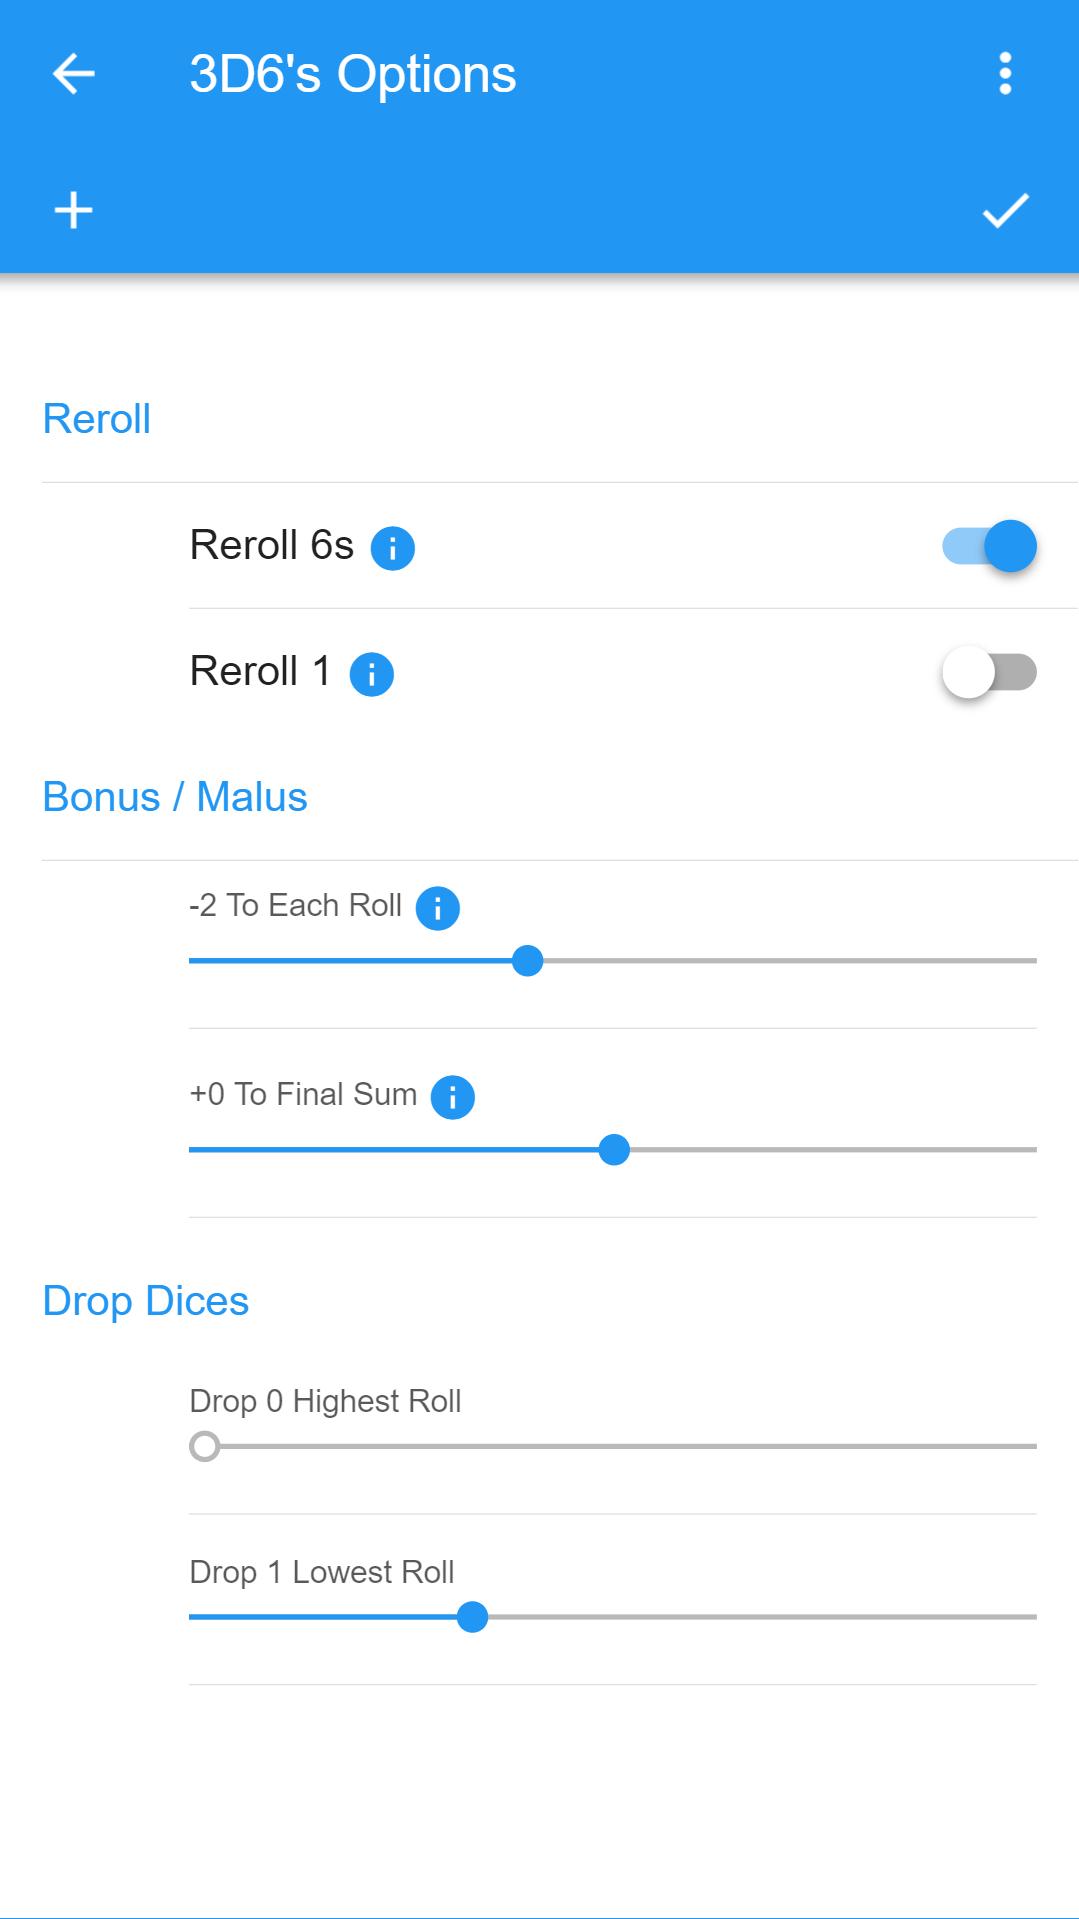 3D6's Options
Reroll
Reroll 6s
Reroll 1
Bonus / Malus
-2 To Each Roll
+0 To Final Sum
Drop Dices
Drop 0 Highest Roll
Drop 1 Lowest Roll